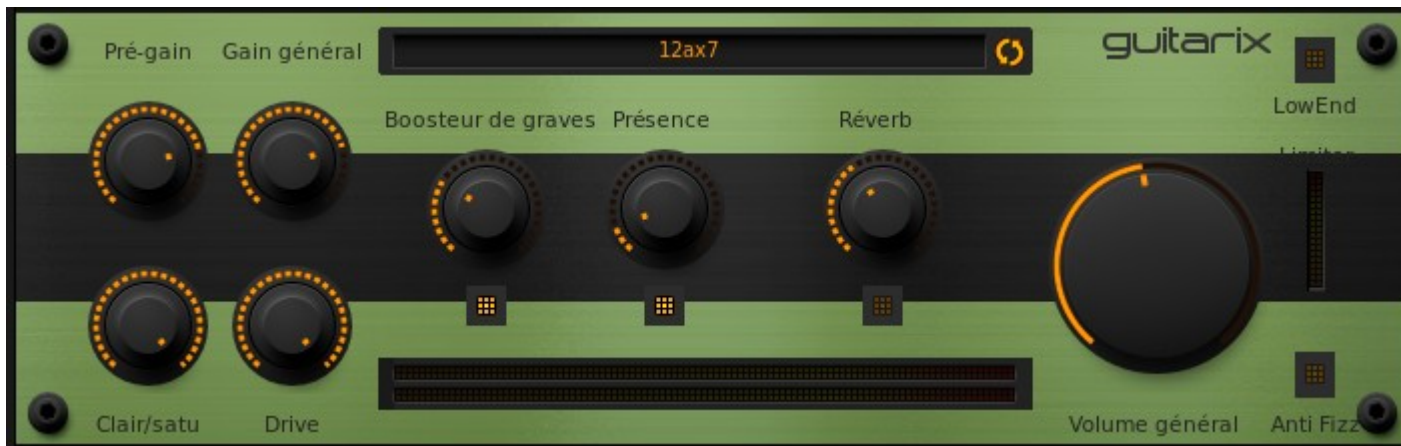 Pré-gain
Gain général
12ax7
guitarix
LowEnd
Boosteur de graves
Présence
Réverb
Limiter
Clair/satu
Drive
Volume général
Anti Fizz